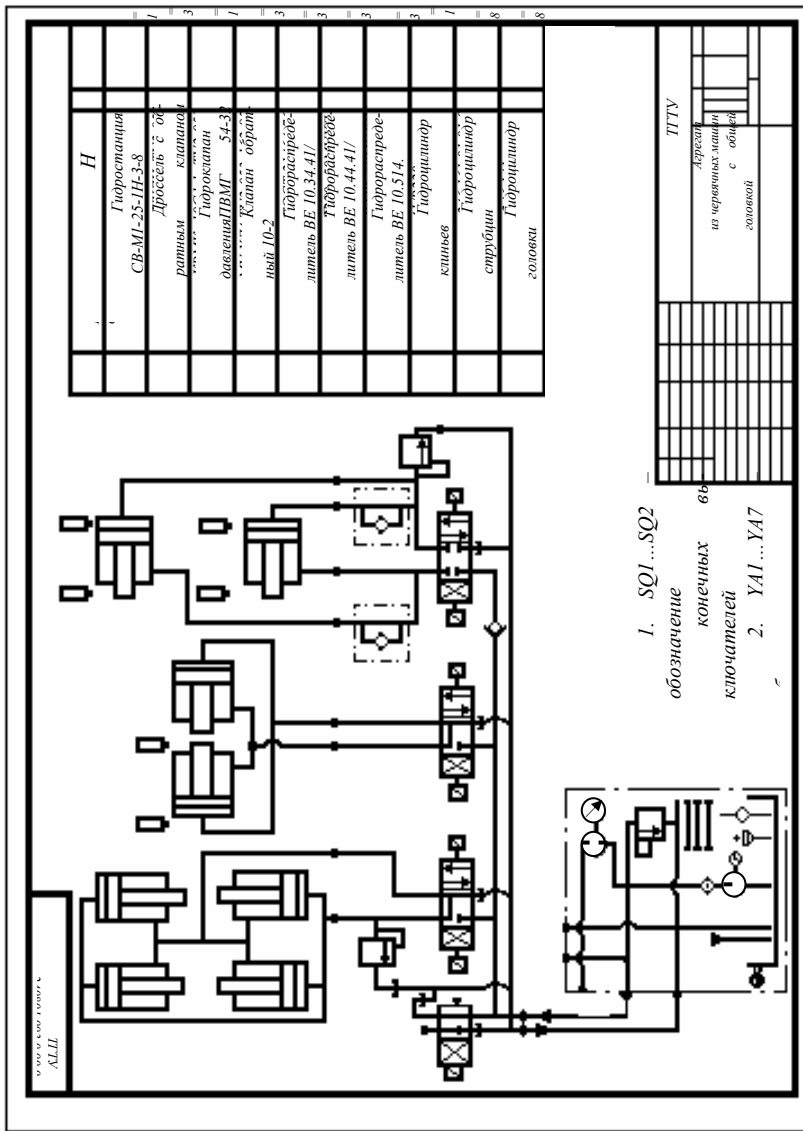 Н
Гидростанция
СВ-М1-25-1Н-3-8
Дроссель с об-
ратным клапаном
Гидроклапан
давленияПВМГ 54-32
Клапан обрат-
ный 10-2
Гидрораспреде-
литель ВЕ 10.34.41/
Гидрораспреде-
литель ВЕ 10.44.41/
Гидрораспреде-
литель ВЕ 10.514.
Гидроцилиндр
клиньев
Гидроцилиндр
струбцин
Гидроцилиндр
головки
= 1
= 3
= 1
= 3
= 3
= 3
= 1
= 8
= 8
ТГТУ
Агрегат
из червячных машин
с общей
головкой
1. SQ1...SQ2 –
обозначение
конечных вы-
ключателей
2. YA1...YA7 –
ТГТУ